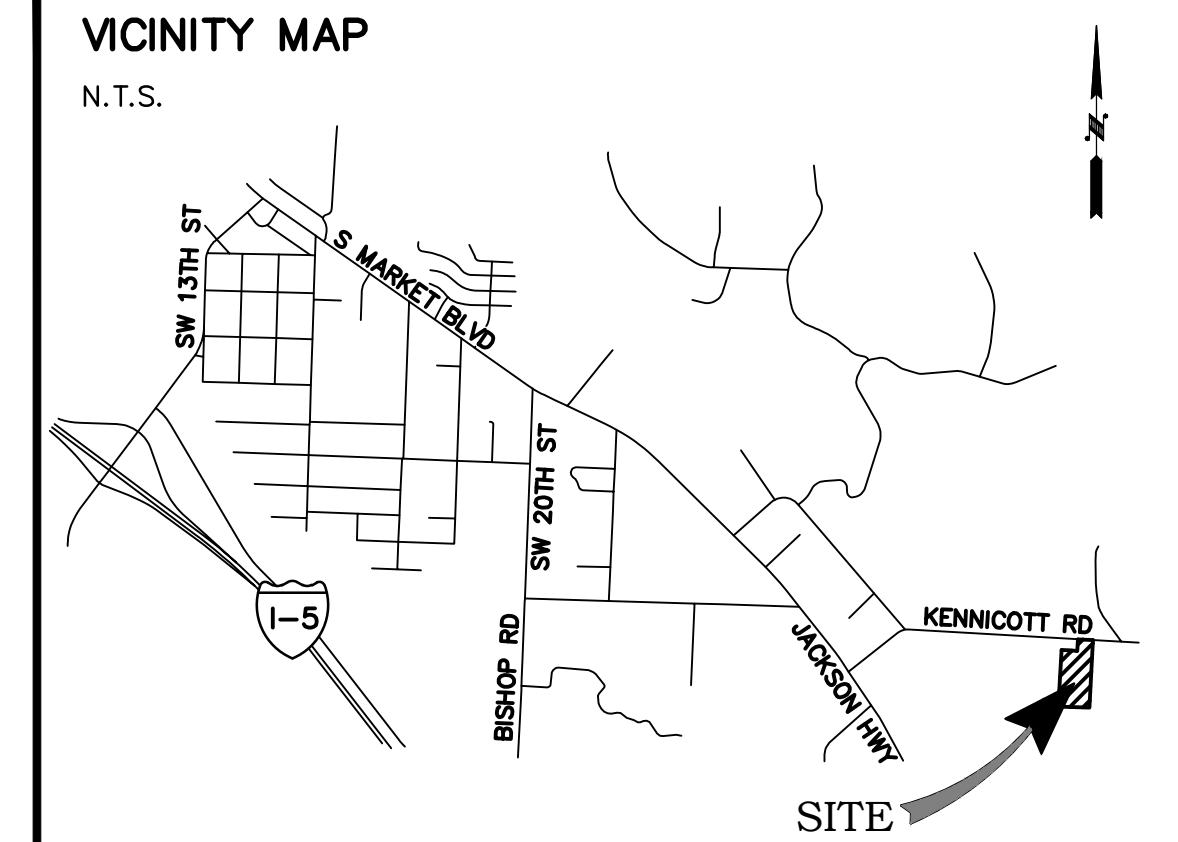 VICINITY MAP
N.T.S.
N
SW 13TH ST
S MARKET BLVD
SW 20TH ST
I-5
BISHOP RD
KENNICOTT RD
JACKSON HWY
SITE